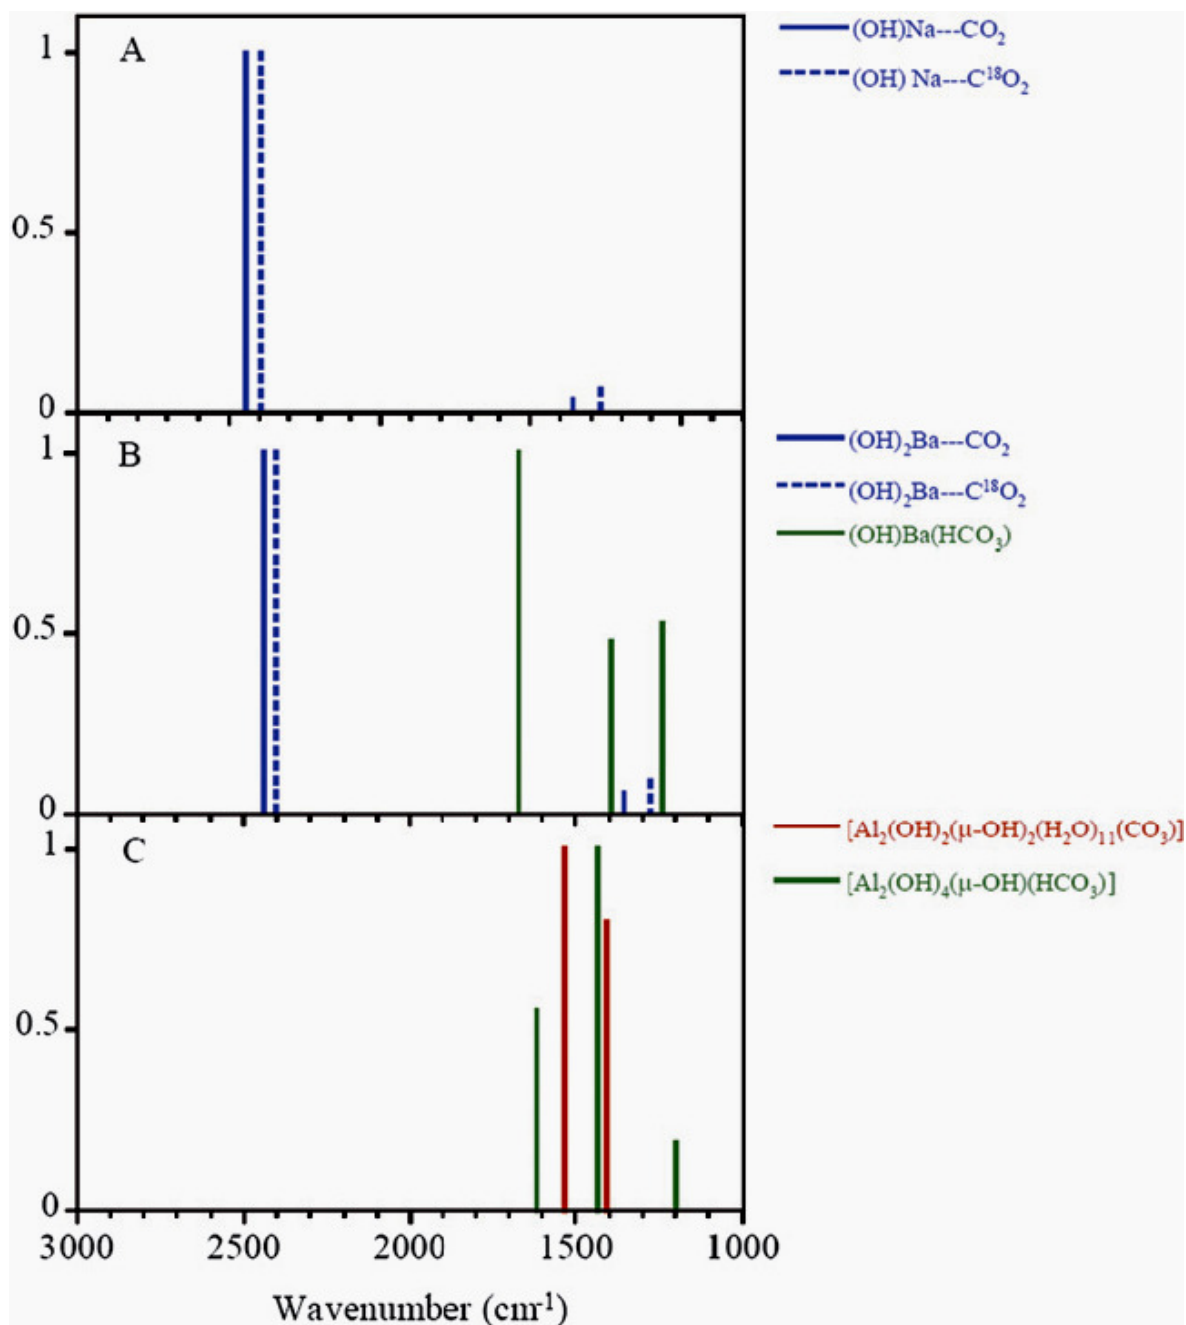 A
1
0.5
0
(OH)Na---CO₂
(OH) Na---C¹⁸O₂
B
1
0.5
0
(OH)₂Ba---CO₂
(OH)₂Ba---C¹⁸O₂
(OH)Ba(HCO₃)
C
1
0.5
0
[Al₂(OH)₂(μ-OH)₂(H₂O)₁₁(CO₃)]
[Al₂(OH)₄(μ-OH)(HCO₃)]
3000 2500 2000 1500 1000
Wavenumber (cm⁻¹)